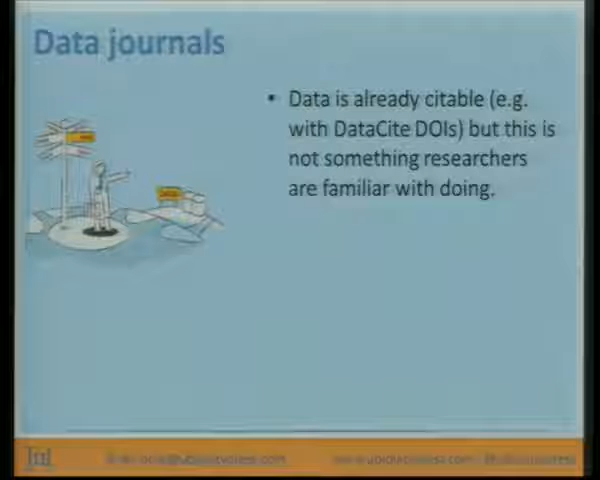 Data journals
• Data is already citable (e.g.
with DataCite DOIs) but this is
not something researchers
are familiar with doing.